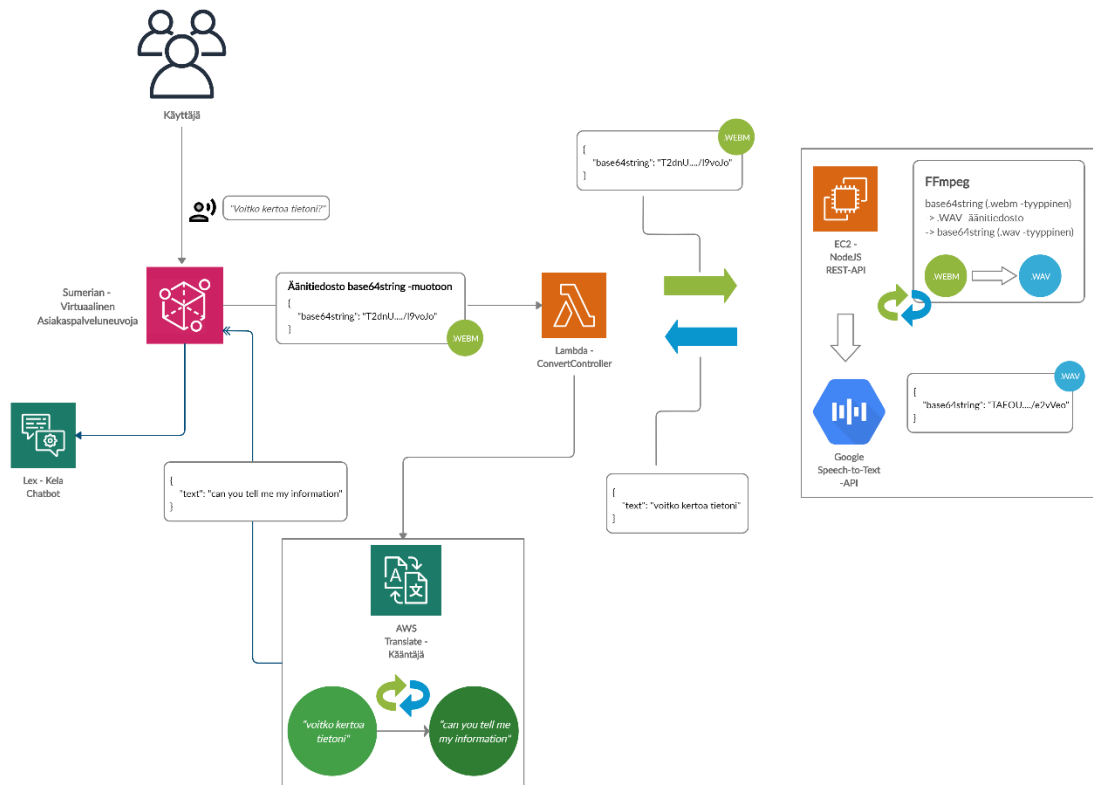 Käyttäjä
"Voitko kertoa tietoni?"
Sumerian -
Virtuaalinen
Asiakaspalveluneuvoja
Äänitiedosto base64string -muotoon
{
"base64string": "T2dnU..../I9voJo"
}
.WEBM
Lambda -
ConvertController
{
"base64string": "T2dnU..../I9voJo"
}
.WEBM
EC2 -
NodeJS
REST-API
FFmpeg
base64string (.webm -tyyppinen)
> .WAV äänitiedosto
-> base64string (.wav -tyyppinen)
.WEBM
.WAV
Google
Speech-to-Text
-API
{
"base64string": "TAEOU..../e2vVeo"
}
.WAV
Lex - Kela
Chatbot
{
"text": "can you tell me my information"
}
{
"text": "voitko kertoa tietoni"
}
AWS
Translate -
Kääntäjä
"voitko kertoa
tietoni"
"can you tell me
my information"